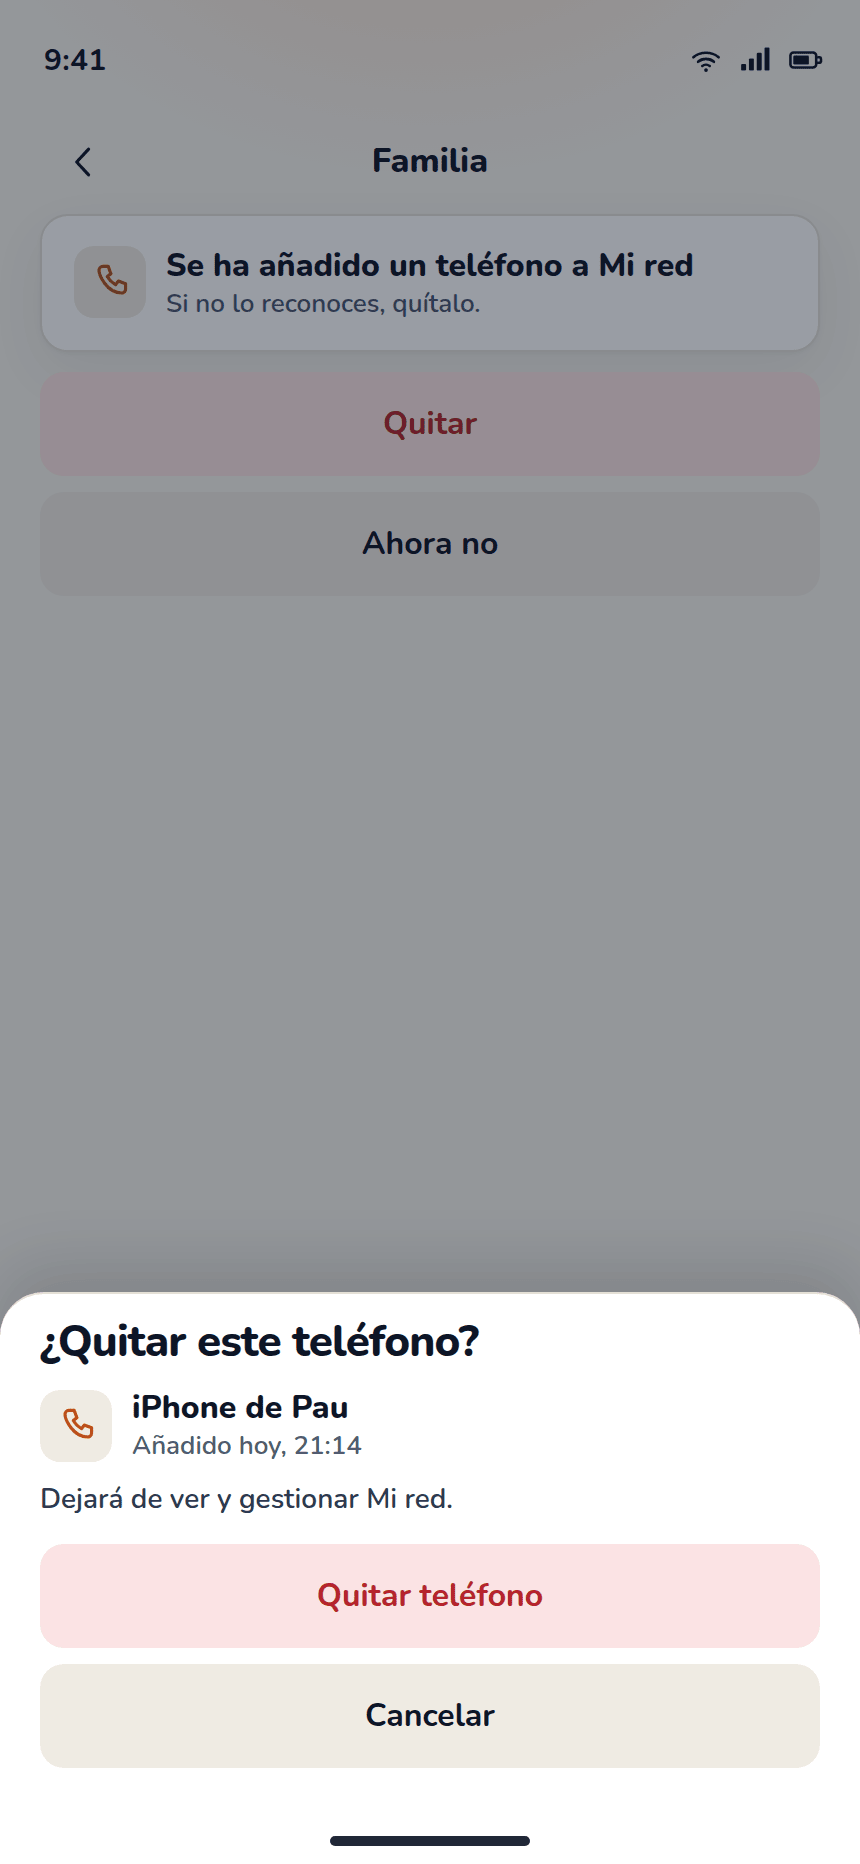 9:41
Familia
Se ha añadido un teléfono a Mi red
Si no lo reconoces, quítalo.
Quitar
Ahora no
¿Quitar este teléfono?
iPhone de Pau
Añadido hoy, 21:14
Dejará de ver y gestionar Mi red.
Quitar teléfono
Cancelar